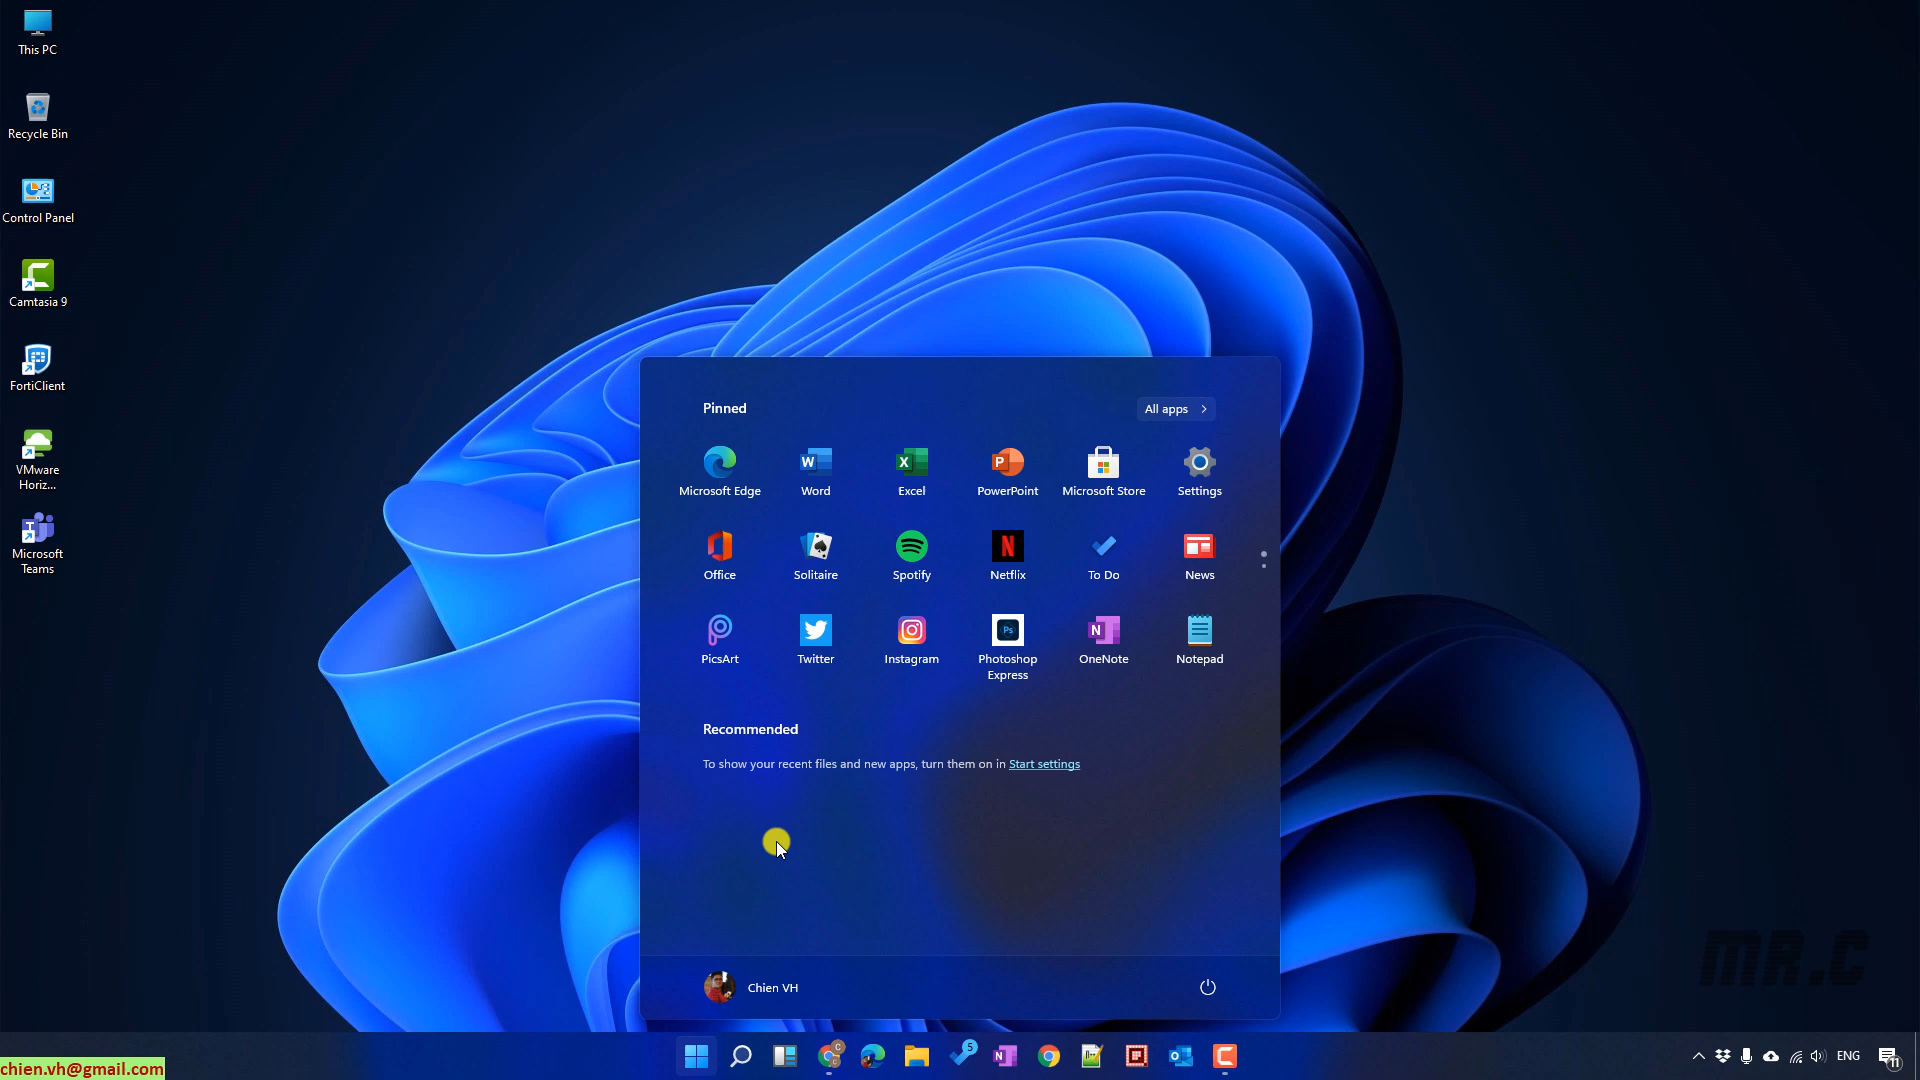 This PC
Recycle Bin
Control Panel
Camtasia 9
FortiClient
VMware
Horiz...
Microsoft
Teams
Pinned
All apps
Microsoft Edge
Word
Excel
PowerPoint
Microsoft Store
Settings
Office
Solitaire
Spotify
Netflix
To Do
News
PicsArt
Twitter
Instagram
Photoshop
Express
OneNote
Notepad
Recommended
To show your recent files and new apps, turn them on in Start settings
Chien VH
MR.C
chien.vh@gmail.com
5
ENG
11